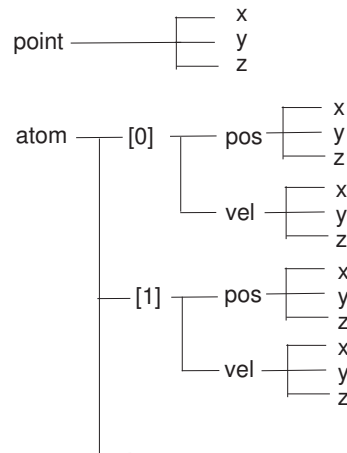 x
point y
z
x
atom [0] pos y
z
x
vel y
z
x
[1] pos y
z
x
vel y
z